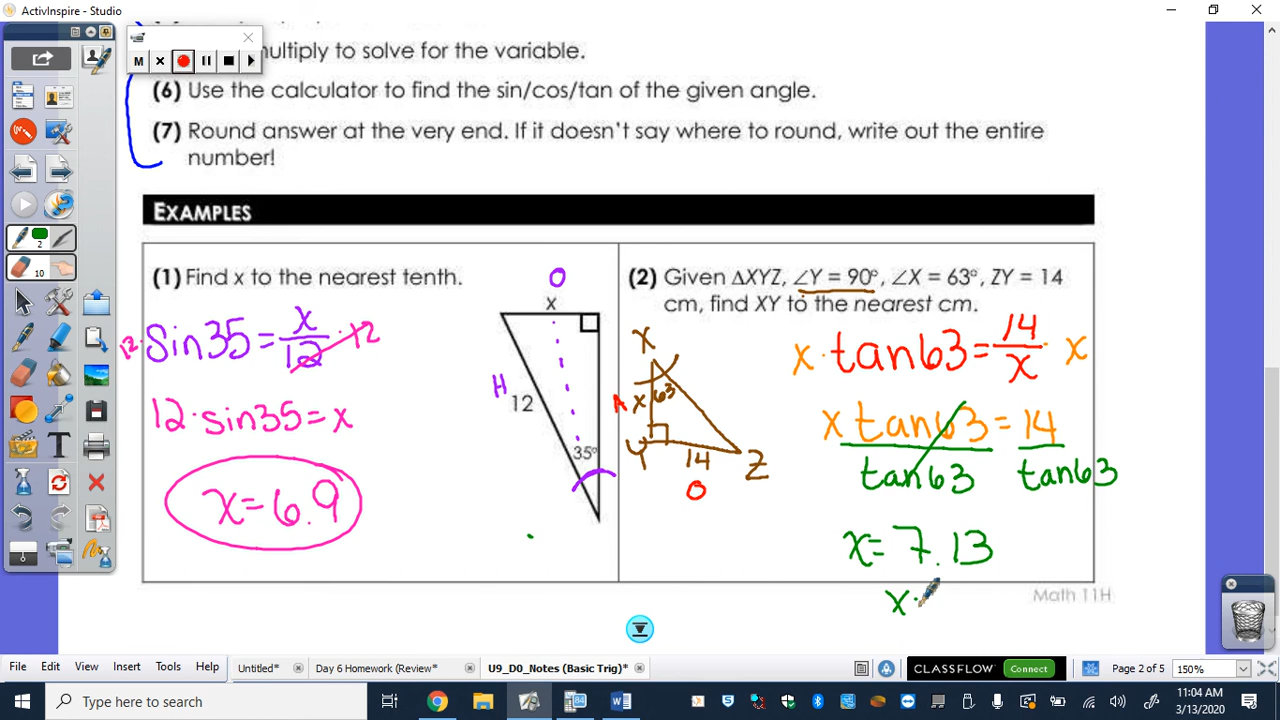 ActivInspire - Studio
multiply to solve for the variable.
M
(6) Use the calculator to find the sin/cos/tan of the given angle.
(7) Round answer at the very end. If it doesn't say where to round, write out the entire
number!
EXAMPLES
(1) Find x to the nearest tenth.
O
x
12 · Sin35 = x/12 · 12
H
12
12 · sin35 = x
35°
x = 6.9
(2) Given ΔXYZ, ∠Y = 90°, ∠X = 63°, ZY = 14
cm, find XY to the nearest cm.
X
63
A x
Y 14 Z
O
x · tan63 = 14/x · x
x tan63 = 14
tan63 tan63
x = 7.13
x
Math 11H
2
10
File Edit View Insert Tools Help
Untitled*
Day 6 Homework (Review*
U9_D0_Notes (Basic Trig)*
CLASSFLOW Connect
Page 2 of 5
150%
Type here to search
11:04 AM
3/13/2020